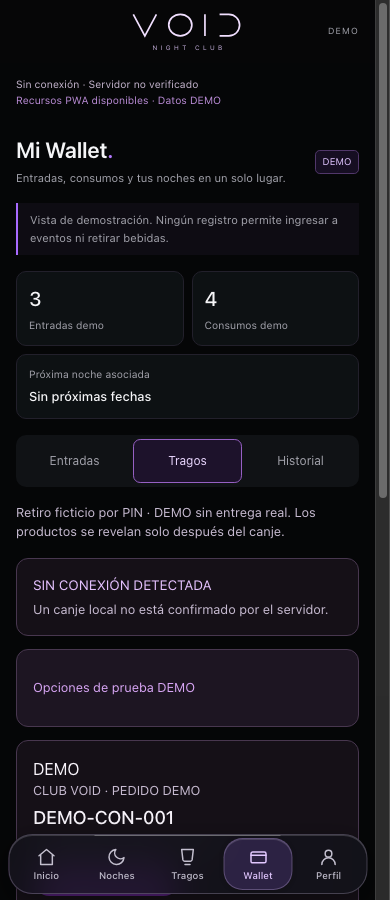 VOID
NIGHT CLUB
DEMO
Sin conexión · Servidor no verificado
Recursos PWA disponibles · Datos DEMO
Mi Wallet.
DEMO
Entradas, consumos y tus noches en un solo lugar.
Vista de demostración. Ningún registro permite ingresar a
eventos ni retirar bebidas.
3
Entradas demo
4
Consumos demo
Próxima noche asociada
Sin próximas fechas
Entradas
Tragos
Historial
Retiro ficticio por PIN · DEMO sin entrega real. Los
productos se revelan solo después del canje.
SIN CONEXIÓN DETECTADA
Un canje local no está confirmado por el servidor.
Opciones de prueba DEMO
DEMO
CLUB VOID · PEDIDO DEMO
DEMO-CON-001
Inicio
Noches
Tragos
Wallet
Perfil